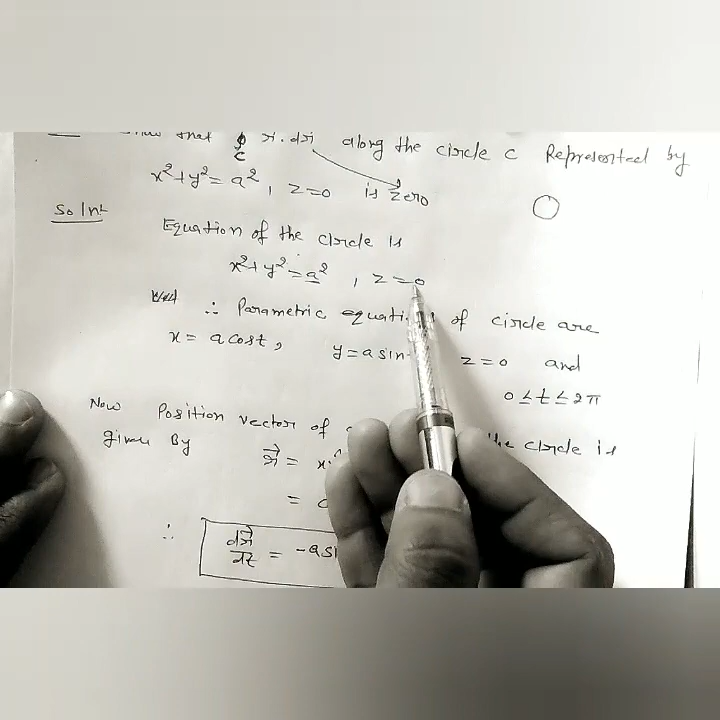 that ∮c r⃗. dr⃗ along the circle C Represented by
x²+y² = a², z=0 is zero
Solnᶫ
Equation of the circle is
x²+y² = a², z=0
∴ Parametric of circle are
x = a cost, y = a sin z=0 and
0 ≤ t ≤ 2π
Now Position vector of the circle is
given By r⃗ = x
=
∴ dr⃗/dt = -a si